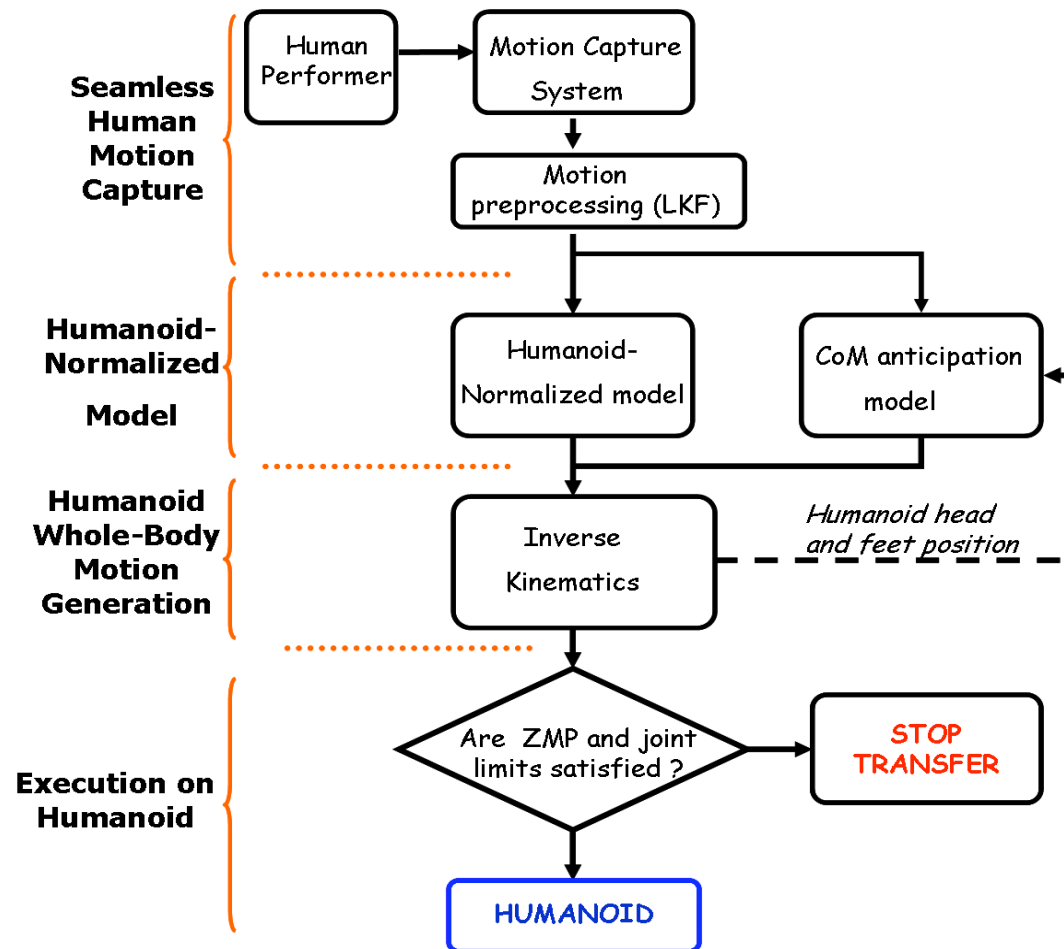 Seamless
Human
Motion
Capture
Human
Performer
Motion Capture
System
Motion
preprocessing (LKF)
Humanoid-
Normalized
Model
Humanoid-
Normalized model
CoM anticipation
model
Humanoid
Whole-Body
Motion
Generation
Inverse
Kinematics
Humanoid head
and feet position
Execution on
Humanoid
Are ZMP and joint
limits satisfied ?
STOP
TRANSFER
HUMANOID